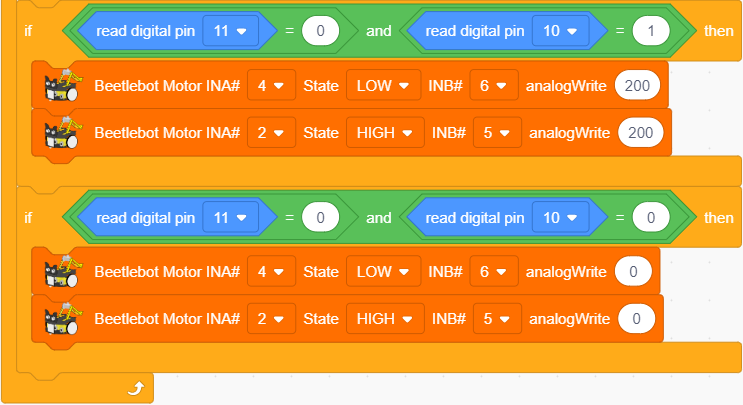 if read digital pin 11 = 0 and read digital pin 10 = 1 then
Beetlebot Motor INA# 4 State LOW INB# 6 analogWrite 200
Beetlebot Motor INA# 2 State HIGH INB# 5 analogWrite 200
if read digital pin 11 = 0 and read digital pin 10 = 0 then
Beetlebot Motor INA# 4 State LOW INB# 6 analogWrite 0
Beetlebot Motor INA# 2 State HIGH INB# 5 analogWrite 0